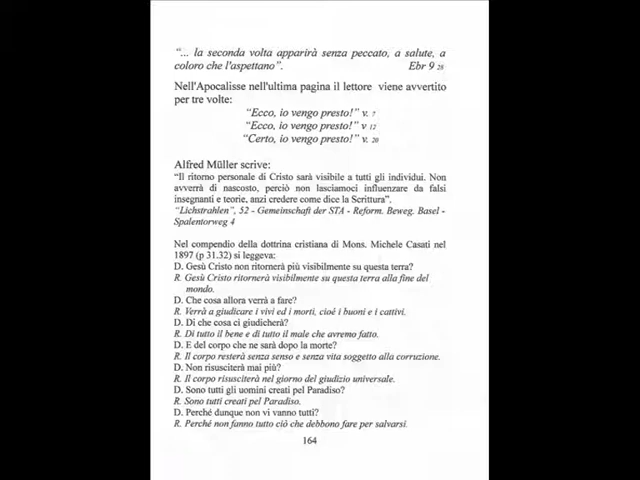 “... la seconda volta apparirà senza peccato, a salute, a
coloro che l'aspettano”. Ebr 9 28
Nell'Apocalisse nell'ultima pagina il lettore viene avvertito
per tre volte:
“Ecco, io vengo presto!” v. 7
“Ecco, io vengo presto!” v 12
“Certo, io vengo presto!” v. 20
Alfred Müller scrive:
“Il ritorno personale di Cristo sarà visibile a tutti gli individui. Non
avverrà di nascosto, perciò non lasciamoci influenzare da falsi
insegnanti e teorie, anzi credere come dice la Scrittura”.
“Lichstrahlen”, 52 - Gemeinschaft der STA - Reform. Beweg. Basel -
Spalentorweg 4
Nel compendio della dottrina cristiana di Mons. Michele Casati nel
1897 (p 31.32) si leggeva:
D. Gesù Cristo non ritornerà più visibilmente su questa terra?
R. Gesù Cristo ritornerà visibilmente su questa terra alla fine del
mondo.
D. Che cosa allora verrà a fare?
R. Verrà a giudicare i vivi ed i morti, cioé i buoni e i cattivi.
D. Di che cosa ci giudicherà?
R. Di tutto il bene e di tutto il male che avremo fatto.
D. E del corpo che ne sarà dopo la morte?
R. Il corpo resterà senza senso e senza vita soggetto alla corruzione.
D. Non risusciterà mai più?
R. Il corpo risusciterà nel giorno del giudizio universale.
D. Sono tutti gli uomini creati pel Paradiso?
R. Sono tutti creati pel Paradiso.
D. Perché dunque non vi vanno tutti?
R. Perché non fanno tutto ciò che debbono fare per salvarsi.
164